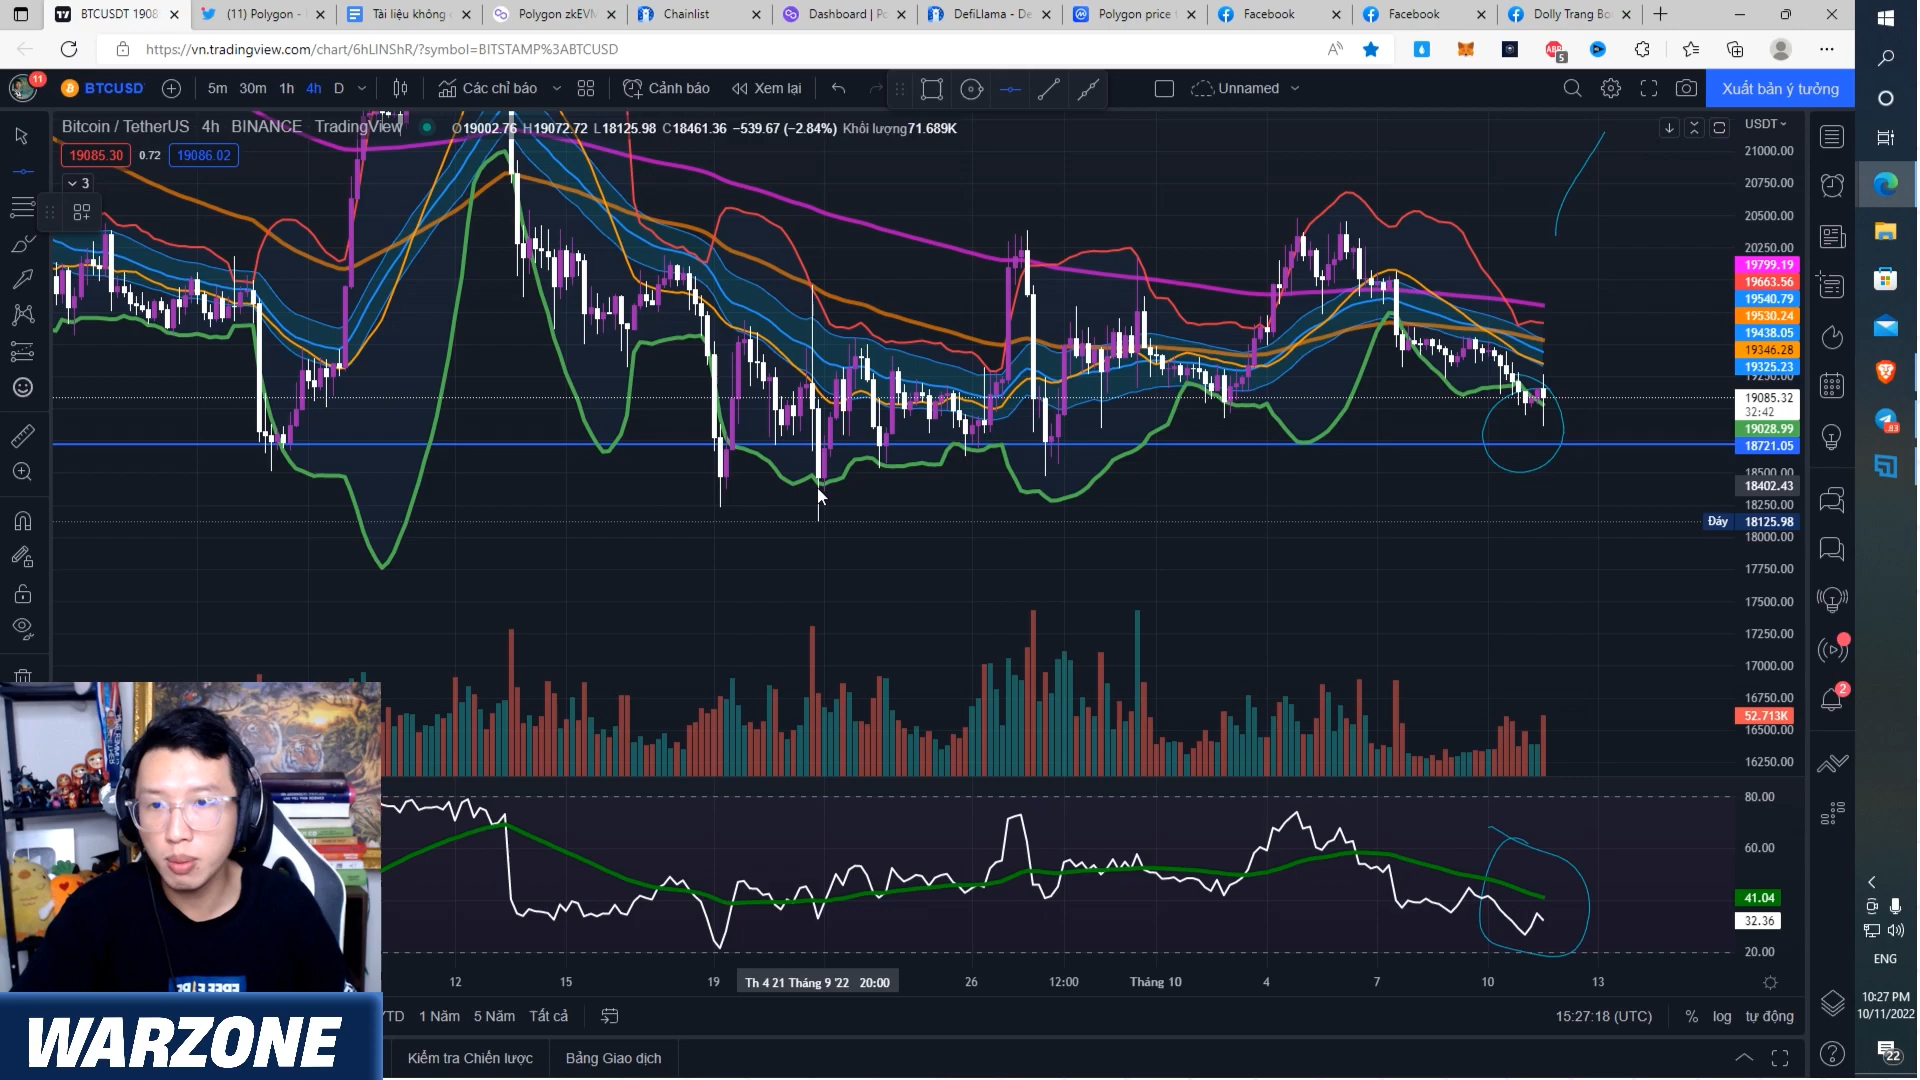 BTCUSDT 1908
(11) Polygon -
Tài liệu không
Polygon zkEVM
Chainlist
Dashboard | Po
DefiLlama - De
Polygon price t
Facebook
Facebook
Dolly Trang Bo
https://vn.tradingview.com/chart/6hLINShR/?symbol=BITSTAMP%3ABTCUSD
11
BTCUSD
5m 30m 1h 4h D
Các chỉ báo
Cảnh báo
Xem lại
Unnamed
Xuất bản ý tưởng
Bitcoin / TetherUS 4h BINANCE TradingView
O19002.76 H19072.72 L18125.98 C18461.36 −539.67 (−2.84%) Khối lượng71.689K
USDT
19085.30 0.72 19086.02
3
21000.00
20750.00
20500.00
20250.00
19799.19
19663.56
19540.79
19530.24
19438.05
19346.28
19325.23
19250.00
19085.32
32:42
19028.99
18721.05
18500.00
18402.43
18250.00
Đáy 18125.98
18000.00
17750.00
17500.00
17250.00
17000.00
16750.00
52.713K
16500.00
16250.00
80.00
60.00
41.04
32.36
20.00
12 15 19 Th 4 21 Tháng 9 '22 20:00 26 12:00 Tháng 10 4 7 10 13
YTD 1 Năm 5 Năm Tất cả
15:27:18 (UTC) % log tự động
Kiểm tra Chiến lược Bảng Giao dịch
WARZONE
ABP
5
83
2
ENG
10:27 PM
10/11/2022
22